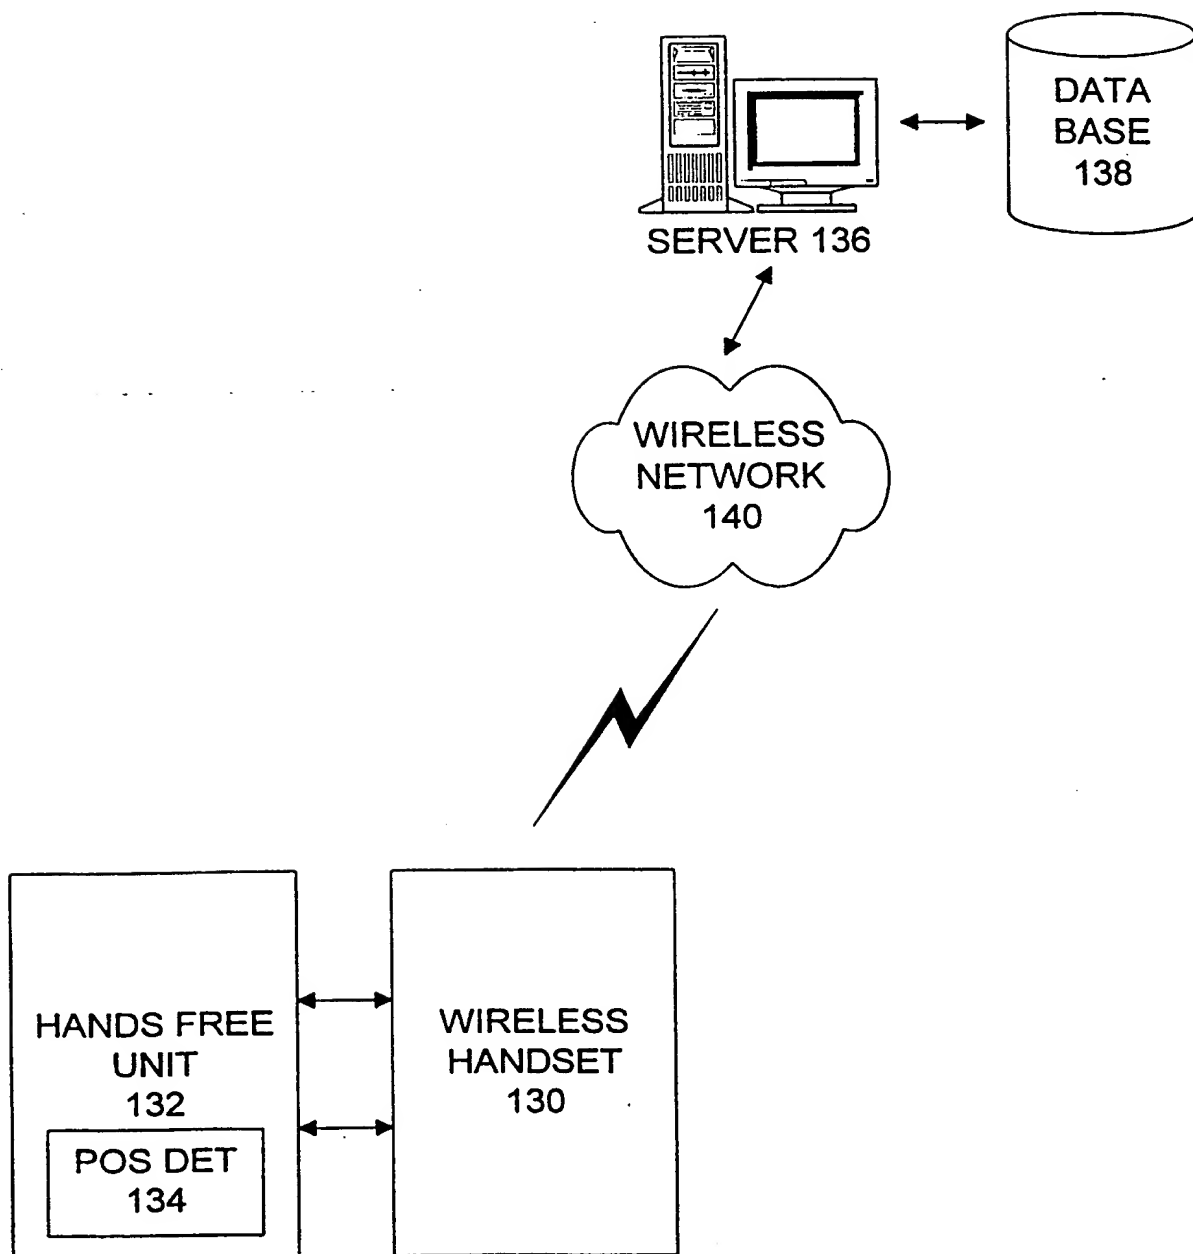 DATA
BASE
138
SERVER 136
WIRELESS
NETWORK
140
HANDS FREE
UNIT
132
POS DET
134
WIRELESS
HANDSET
130